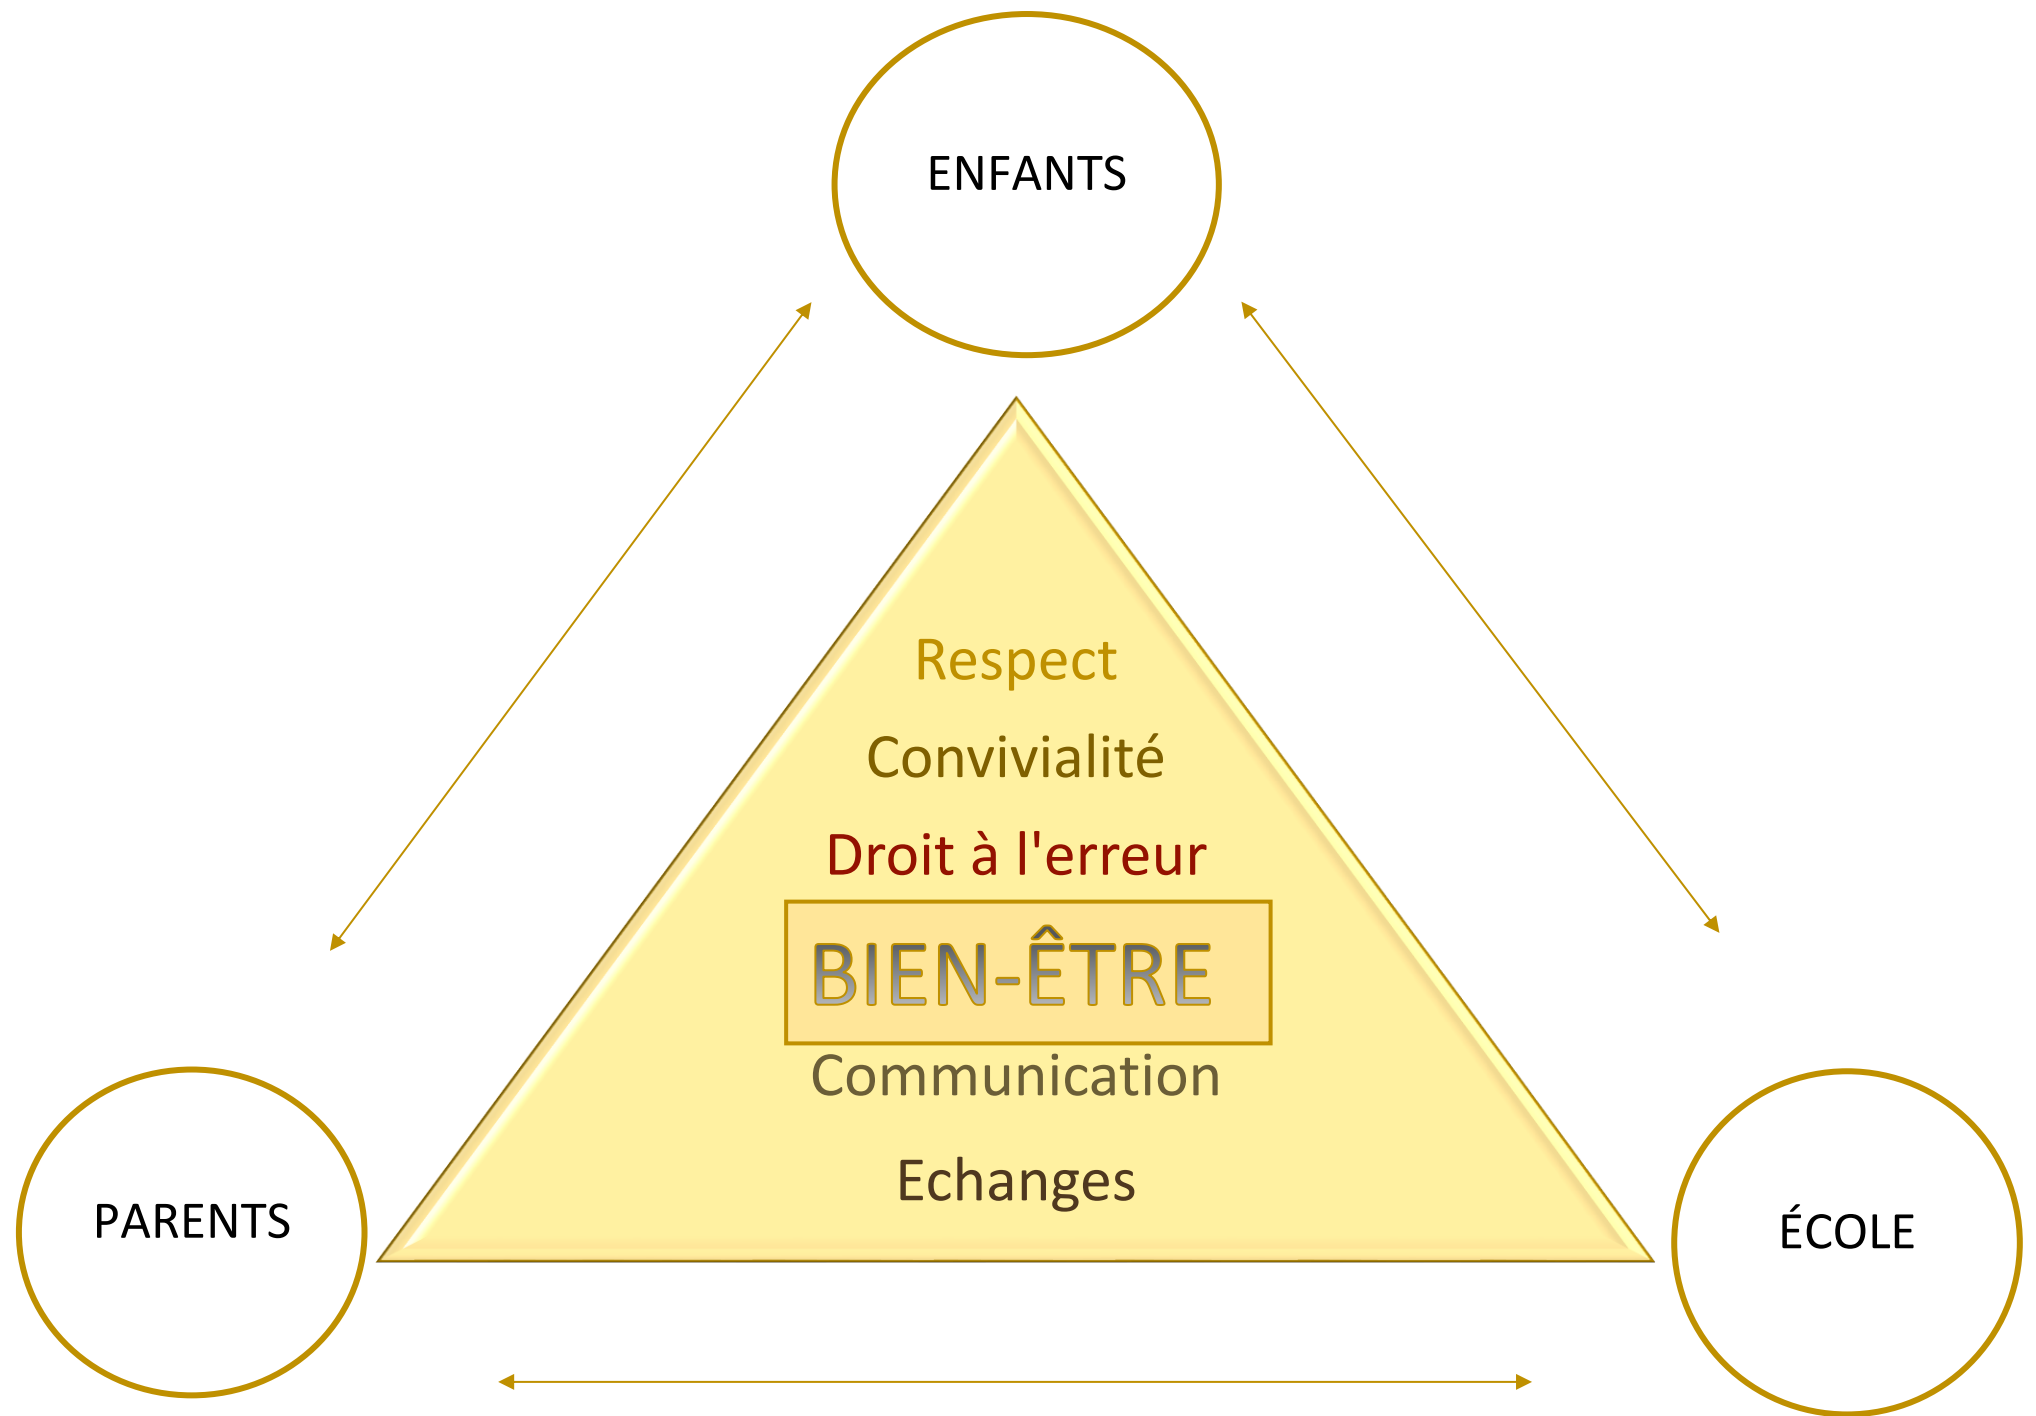 ENFANTS
Respect
Convivialité
Droit à l'erreur
BIEN-ÊTRE
Communication
Echanges
PARENTS
ÉCOLE